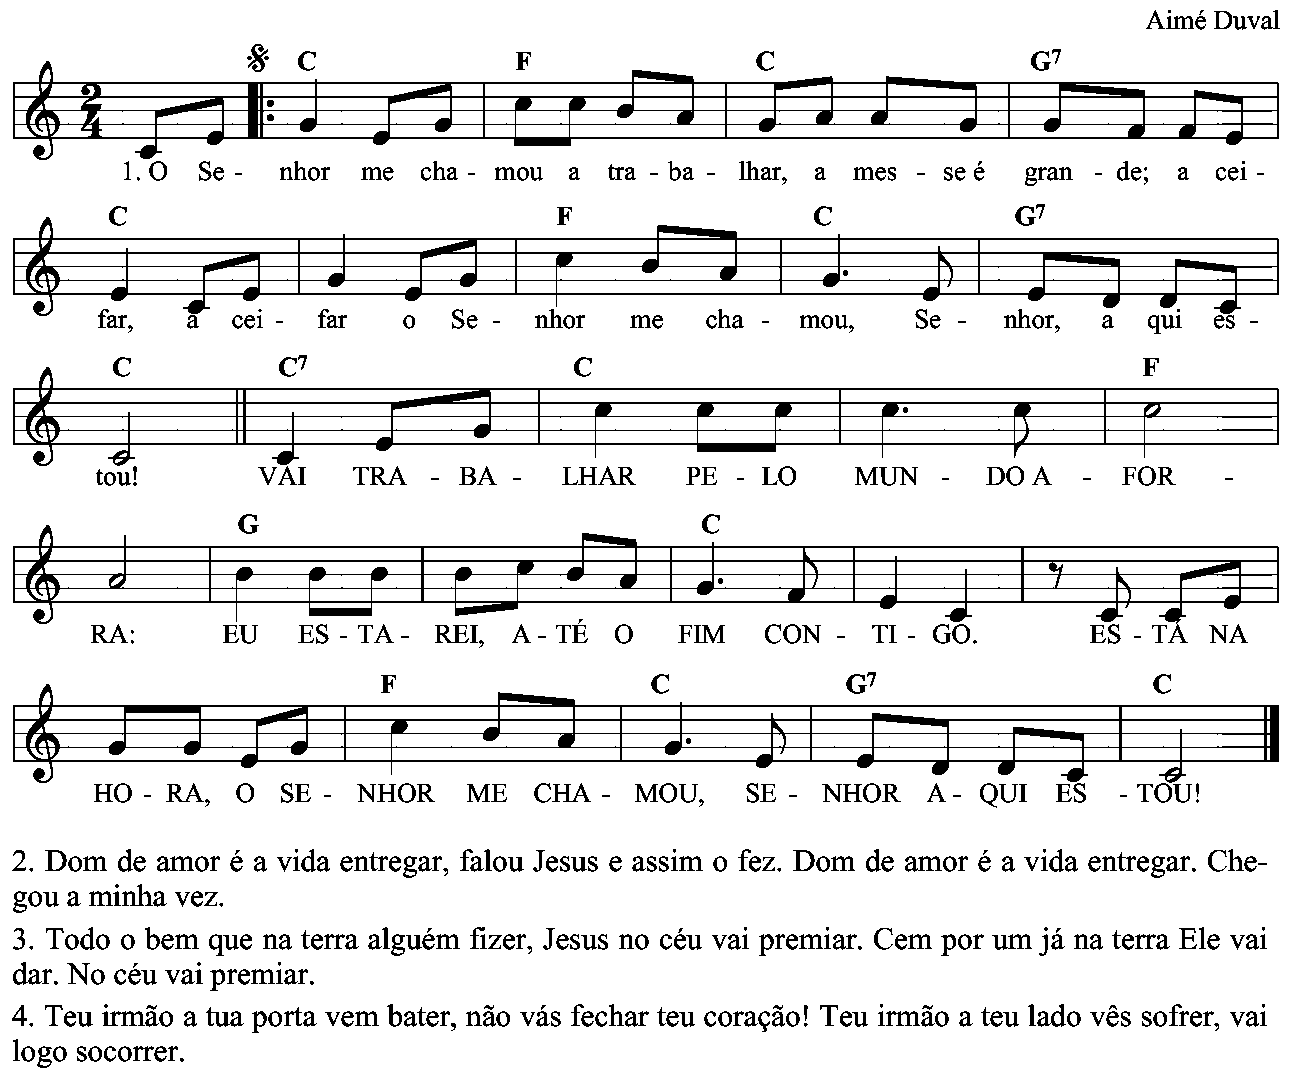 Aimé Duval
C F C G7
1. O Se - nhor me cha - mou a tra - ba - lhar, a mes - se é gran - de; a cei -
C F C G7
far, a cei - far o Se - nhor me cha - mou, Se - nhor, a qui es -
C C7 C F
tou! VAI TRA - BA - LHAR PE - LO MUN - DO A - FOR -
G C
RA: EU ES - TA - REI, A - TÉ O FIM CON - TI - GO. ES - TÁ NA
F C G7 C
HO - RA, O SE - NHOR ME CHA - MOU, SE - NHOR A - QUI ES - TOU!
2. Dom de amor é a vida entregar, falou Jesus e assim o fez. Dom de amor é a vida entregar. Che-
gou a minha vez.
3. Todo o bem que na terra alguém fizer, Jesus no céu vai premiar. Cem por um já na terra Ele vai
dar. No céu vai premiar.
4. Teu irmão a tua porta vem bater, não vás fechar teu coração! Teu irmão a teu lado vês sofrer, vai
logo socorrer.